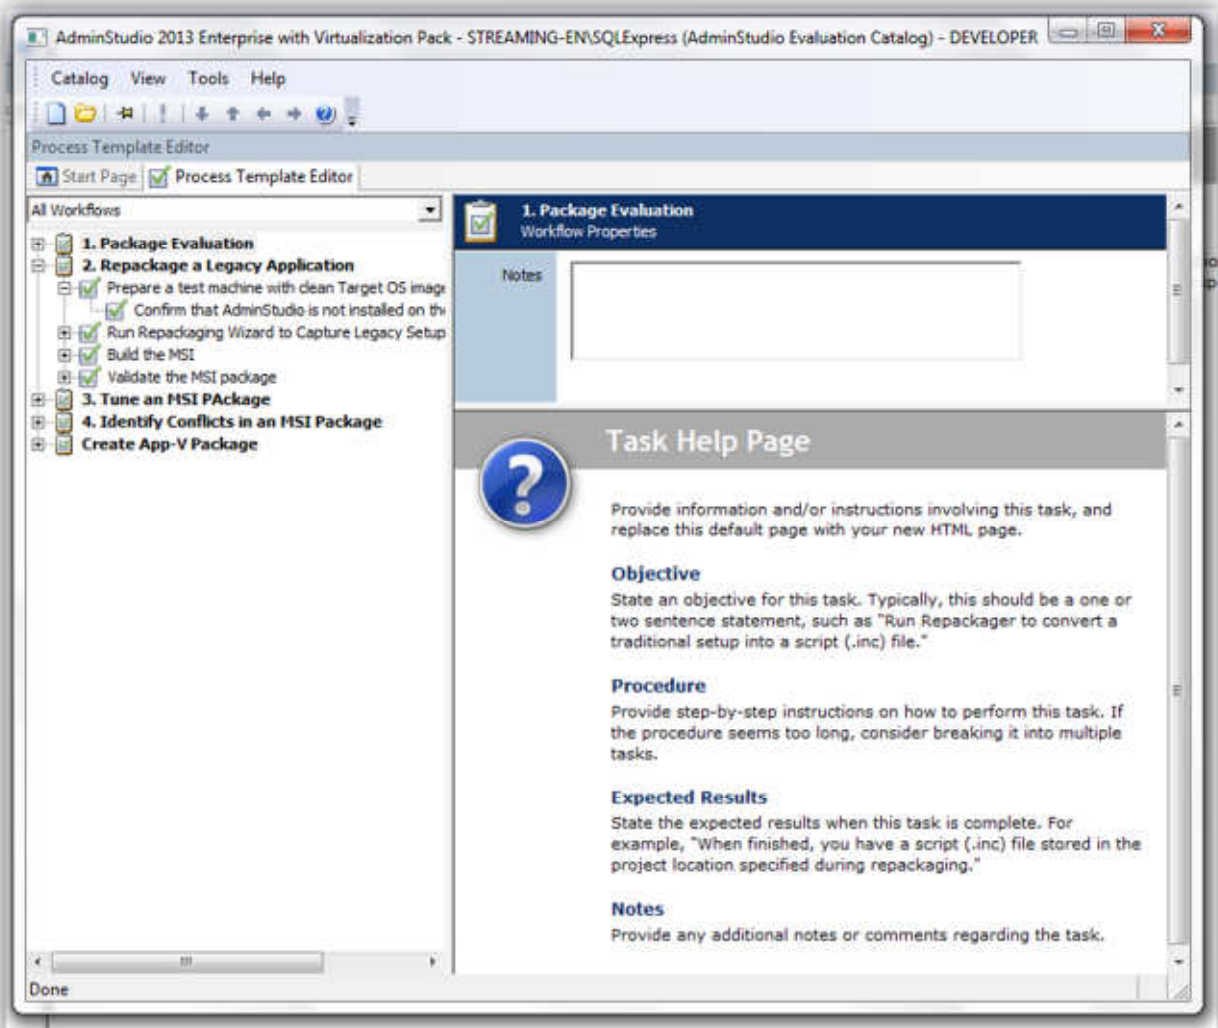 AdminStudio 2013 Enterprise with Virtualization Pack - STREAMING-EN\SQLExpress (AdminStudio Evaluation Catalog) - DEVELOPER
Catalog View Tools Help
Process Template Editor
Start Page Process Template Editor
All Workflows
1. Package Evaluation
2. Repackage a Legacy Application
Prepare a test machine with clean Target OS image
Confirm that AdminStudio is not installed on the
Run Repackaging Wizard to Capture Legacy Setup
Build the MSI
Validate the MSI package
3. Tune an MSI PAckage
4. Identify Conflicts in an MSI Package
Create App-V Package
1. Package Evaluation
Workflow Properties
Notes
Task Help Page
Provide information and/or instructions involving this task, and
replace this default page with your new HTML page.
Objective
State an objective for this task. Typically, this should be a one or
two sentence statement, such as "Run Repackager to convert a
traditional setup into a script (.inc) file."
Procedure
Provide step-by-step instructions on how to perform this task. If
the procedure seems too long, consider breaking it into multiple
tasks.
Expected Results
State the expected results when this task is complete. For
example, "When finished, you have a script (.inc) file stored in the
project location specified during repackaging."
Notes
Provide any additional notes or comments regarding the task.
Done